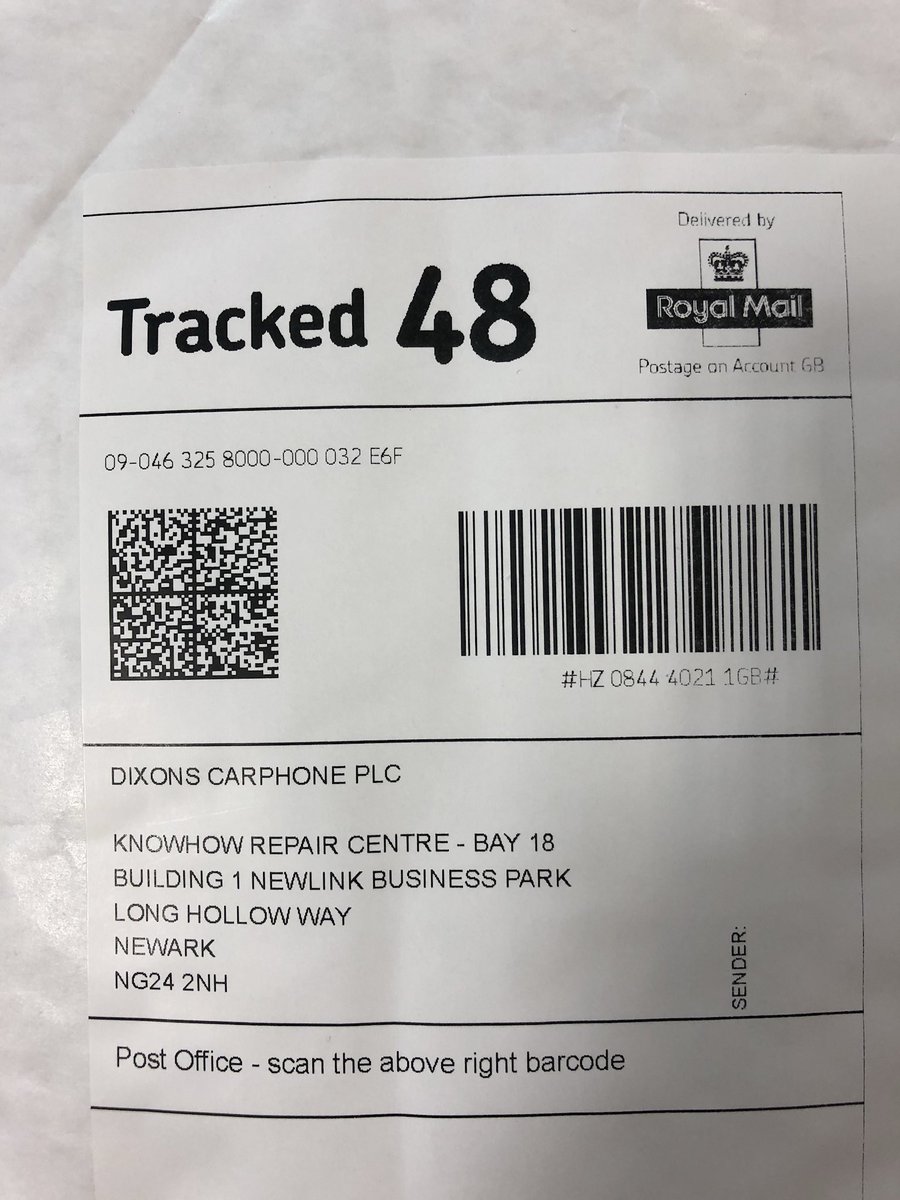 Delivered by
Royal Mail
Postage on Account GB
Tracked 48
09-046 325 8000-000 032 E6F
#HZ 0844 4021 1GB#
DIXONS CARPHONE PLC
KNOWHOW REPAIR CENTRE - BAY 18
BUILDING 1 NEWLINK BUSINESS PARK
LONG HOLLOW WAY
NEWARK
NG24 2NH
SENDER:
Post Office - scan the above right barcode